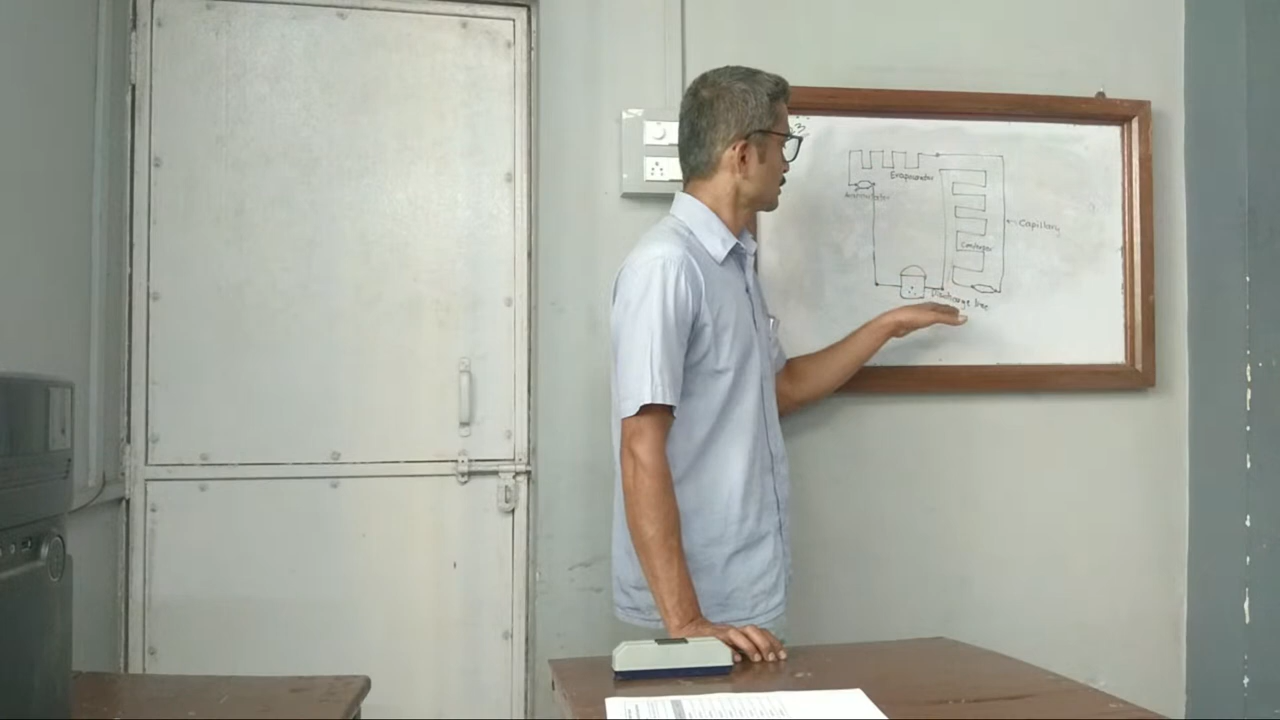 Evaporator
Accumulator
Capillary
Condenser
Discharge line